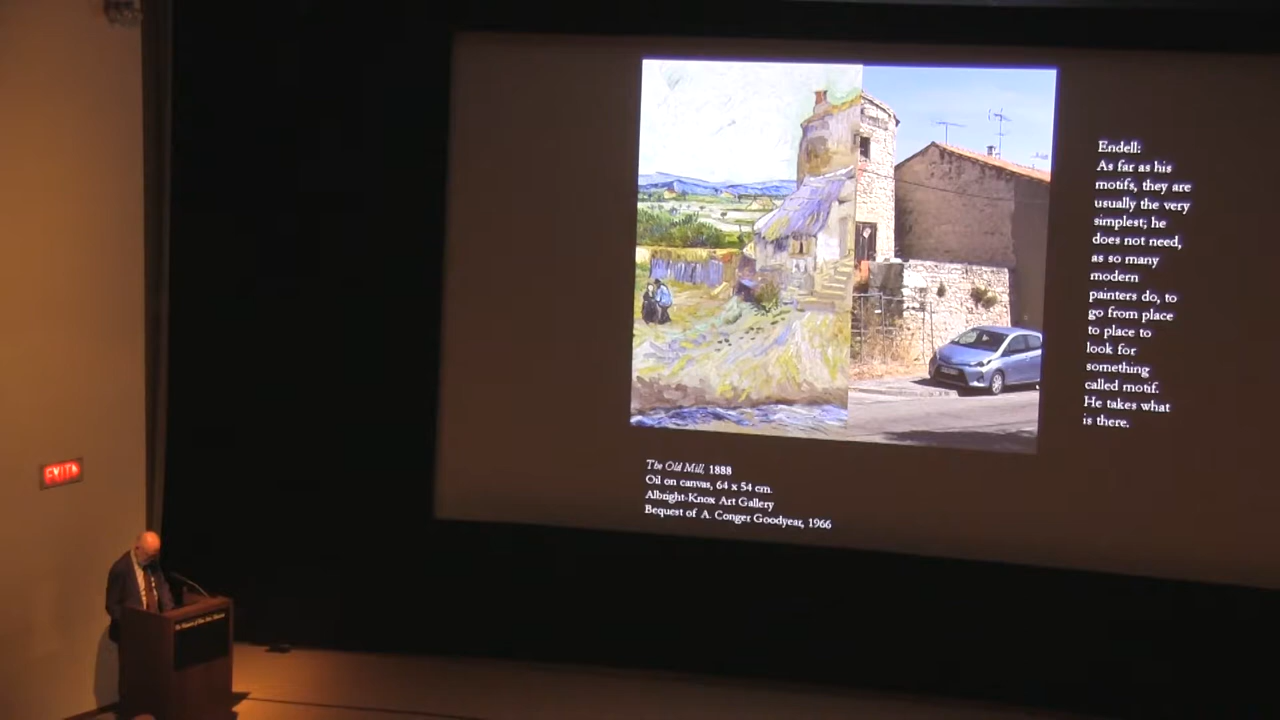 Endell:
As far as his
motifs, they are
usually the very
simplest; he
does not need,
as so many
modern
painters do, to
go from place
to place to
look for
something
called motif.
He takes what
is there.
The Old Mill, 1888
Oil on canvas, 64 x 54 cm.
Albright-Knox Art Gallery
Bequest of A. Conger Goodyear, 1966
EXIT